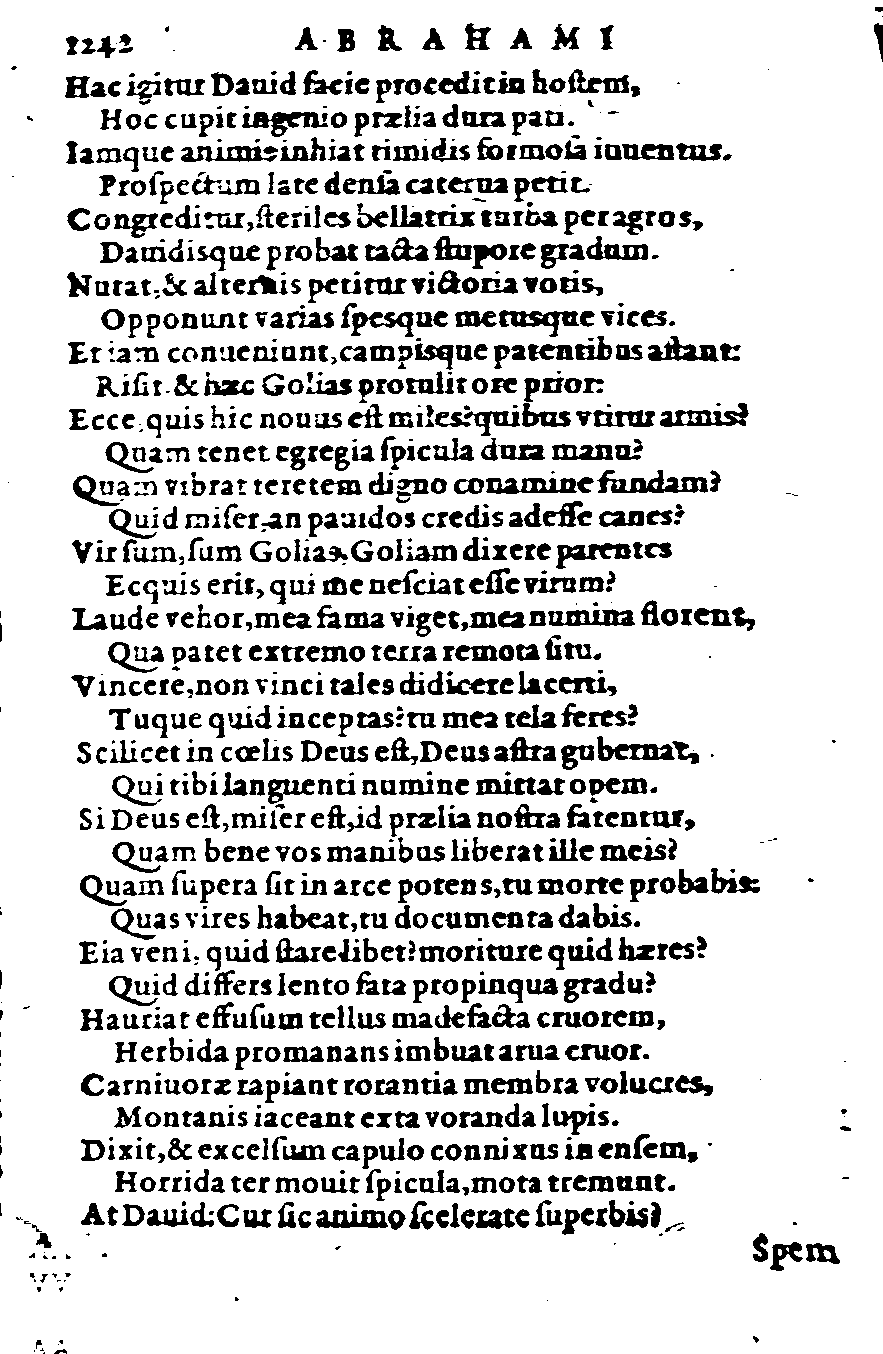 1242 ABRAHAMI
Hac igitur Dauid facie procedit in hoſtem,
Hoc cupit ingenio prælia dura pati.
Iamque animis inhiat timidis formoſa iuuentus.
Proſpectum late denſa caterua petit.
Congreditur, ſteriles bellatrix turba per agros,
Dauidisque probat tacta ſtupore gradum.
Nutat, & alternis petitur victoria votis,
Opponunt varias ſpesque metusque vices.
Et iam conueniunt, campisque patentibus aſtant:
Riſit & hæc Golias protulit ore prior:
Ecce, quis hic nouus eſt miles? quibus vtitur armis?
Quam tenet egregia ſpicula dura manu?
Quam vibrat teretem digno conamine fundam?
Quid miſer, an pauidos credis adeſſe canes?
Vir ſum, ſum Golias, Goliam dixere parentes
Ecquis erit, qui me neſciat eſſe virum?
Laude vehor, mea fama viget, mea numina florent,
Qua patet extremo terra remota ſitu.
Vincere, non vinci tales didicere lacerti,
Tuque quid inceptas? tu mea tela feres?
Scilicet in cœlis Deus eſt, Deus aſtra gubernat,
Qui tibi languenti numine mittat opem.
Si Deus eſt, miſer eſt, id prælia noſtra fatentur,
Quam bene vos manibus liberat ille meis?
Quam ſupera ſit in arce potens, tu morte probabis:
Quas vires habeat, tu documenta dabis.
Eia veni, quid ſtare libet? moriture quid hæres?
Quid differs lento fata propinqua gradu?
Hauriat effuſum tellus madefacta cruorem,
Herbida promanans imbuat arua cruor.
Carniuoræ rapiant rorantia membra volucres,
Montanis iaceant exta voranda lupis.
Dixit, & excelſum capulo connixus in enſem,
Horrida ter mouit ſpicula, mota tremunt.
At Dauid: Cur ſic animo ſcelerate ſuperbis?
Spem